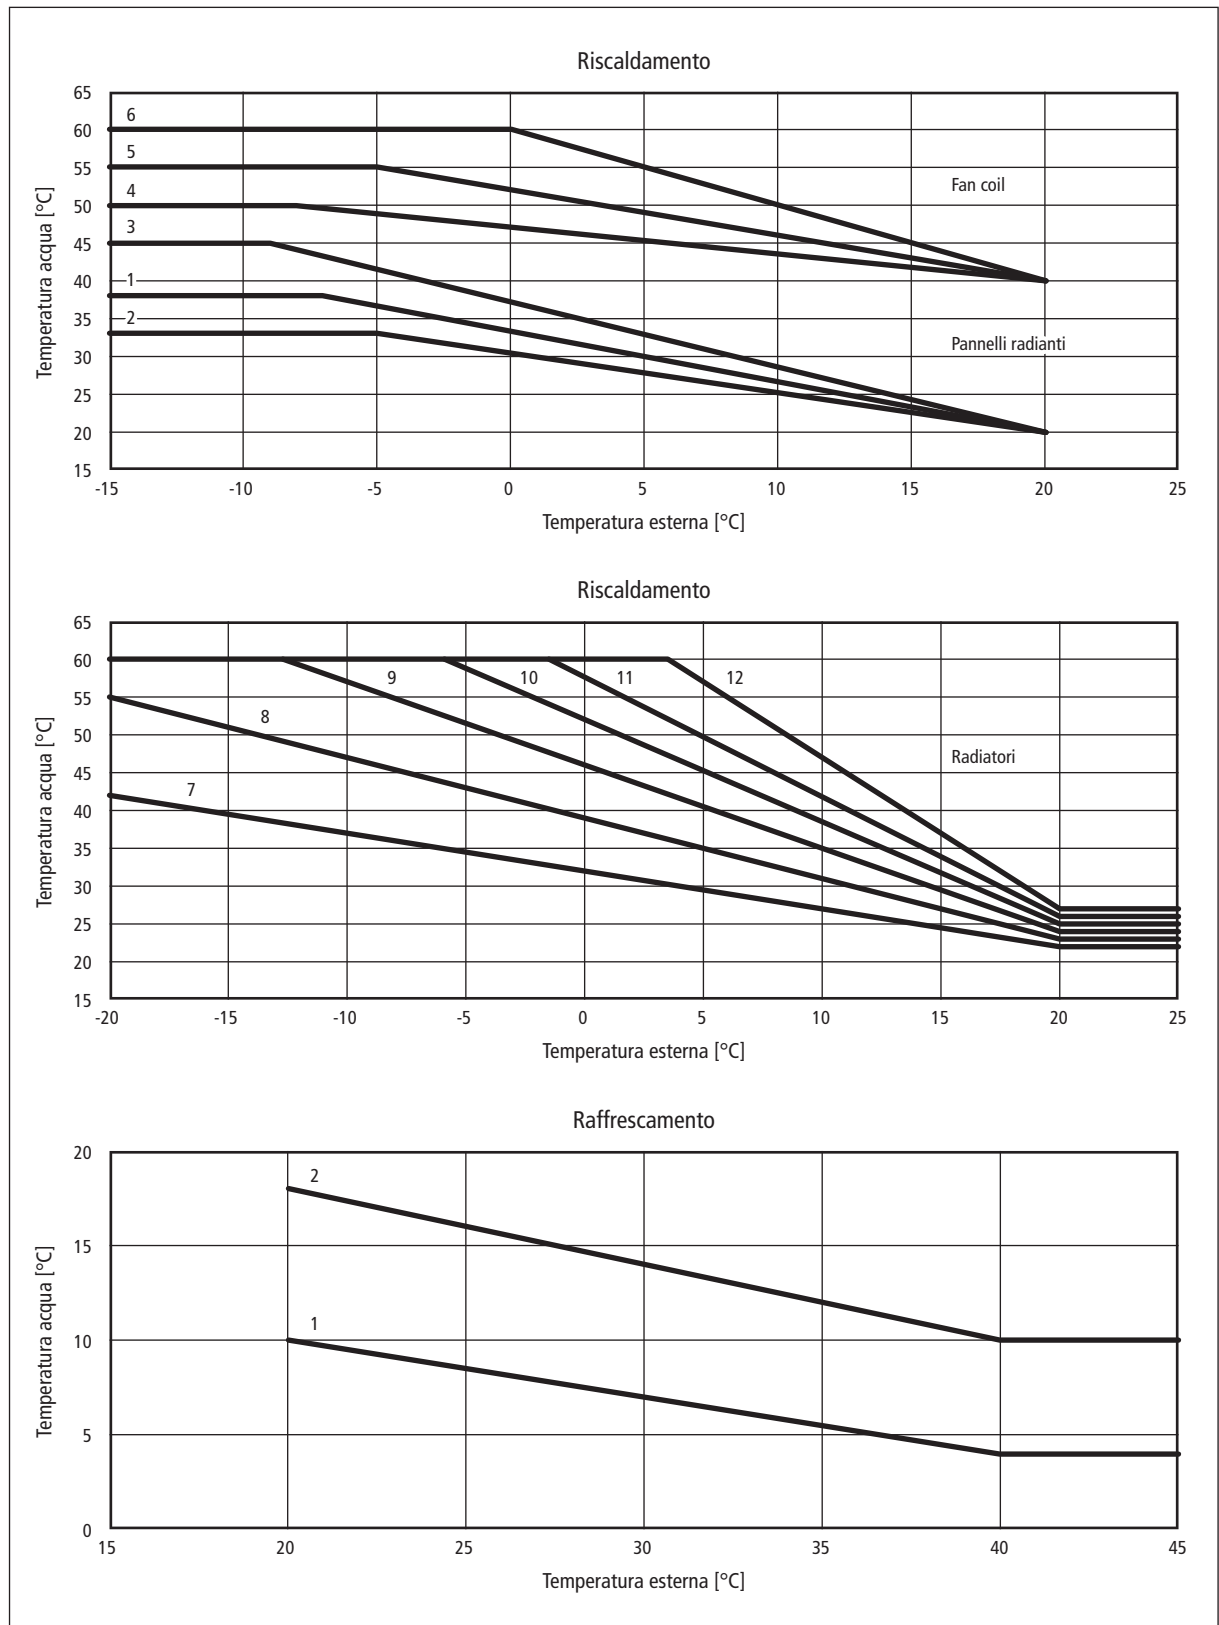 Riscaldamento
65
60
55
50
45
40
35
30
25
20
15
6
5
4
3
1
2
Fan coil
Pannelli radianti
Temperatura acqua [°C]
-15 -10 -5 0 5 10 15 20 25
Temperatura esterna [°C]
Riscaldamento
65
60
55
50
45
40
35
30
25
20
15
9 10 11 12
8
7
Radiatori
Temperatura acqua [°C]
-20 -15 -10 -5 0 5 10 15 20 25
Temperatura esterna [°C]
Raffrescamento
20
15
10
5
0
2
1
Temperatura acqua [°C]
15 20 25 30 35 40 45
Temperatura esterna [°C]